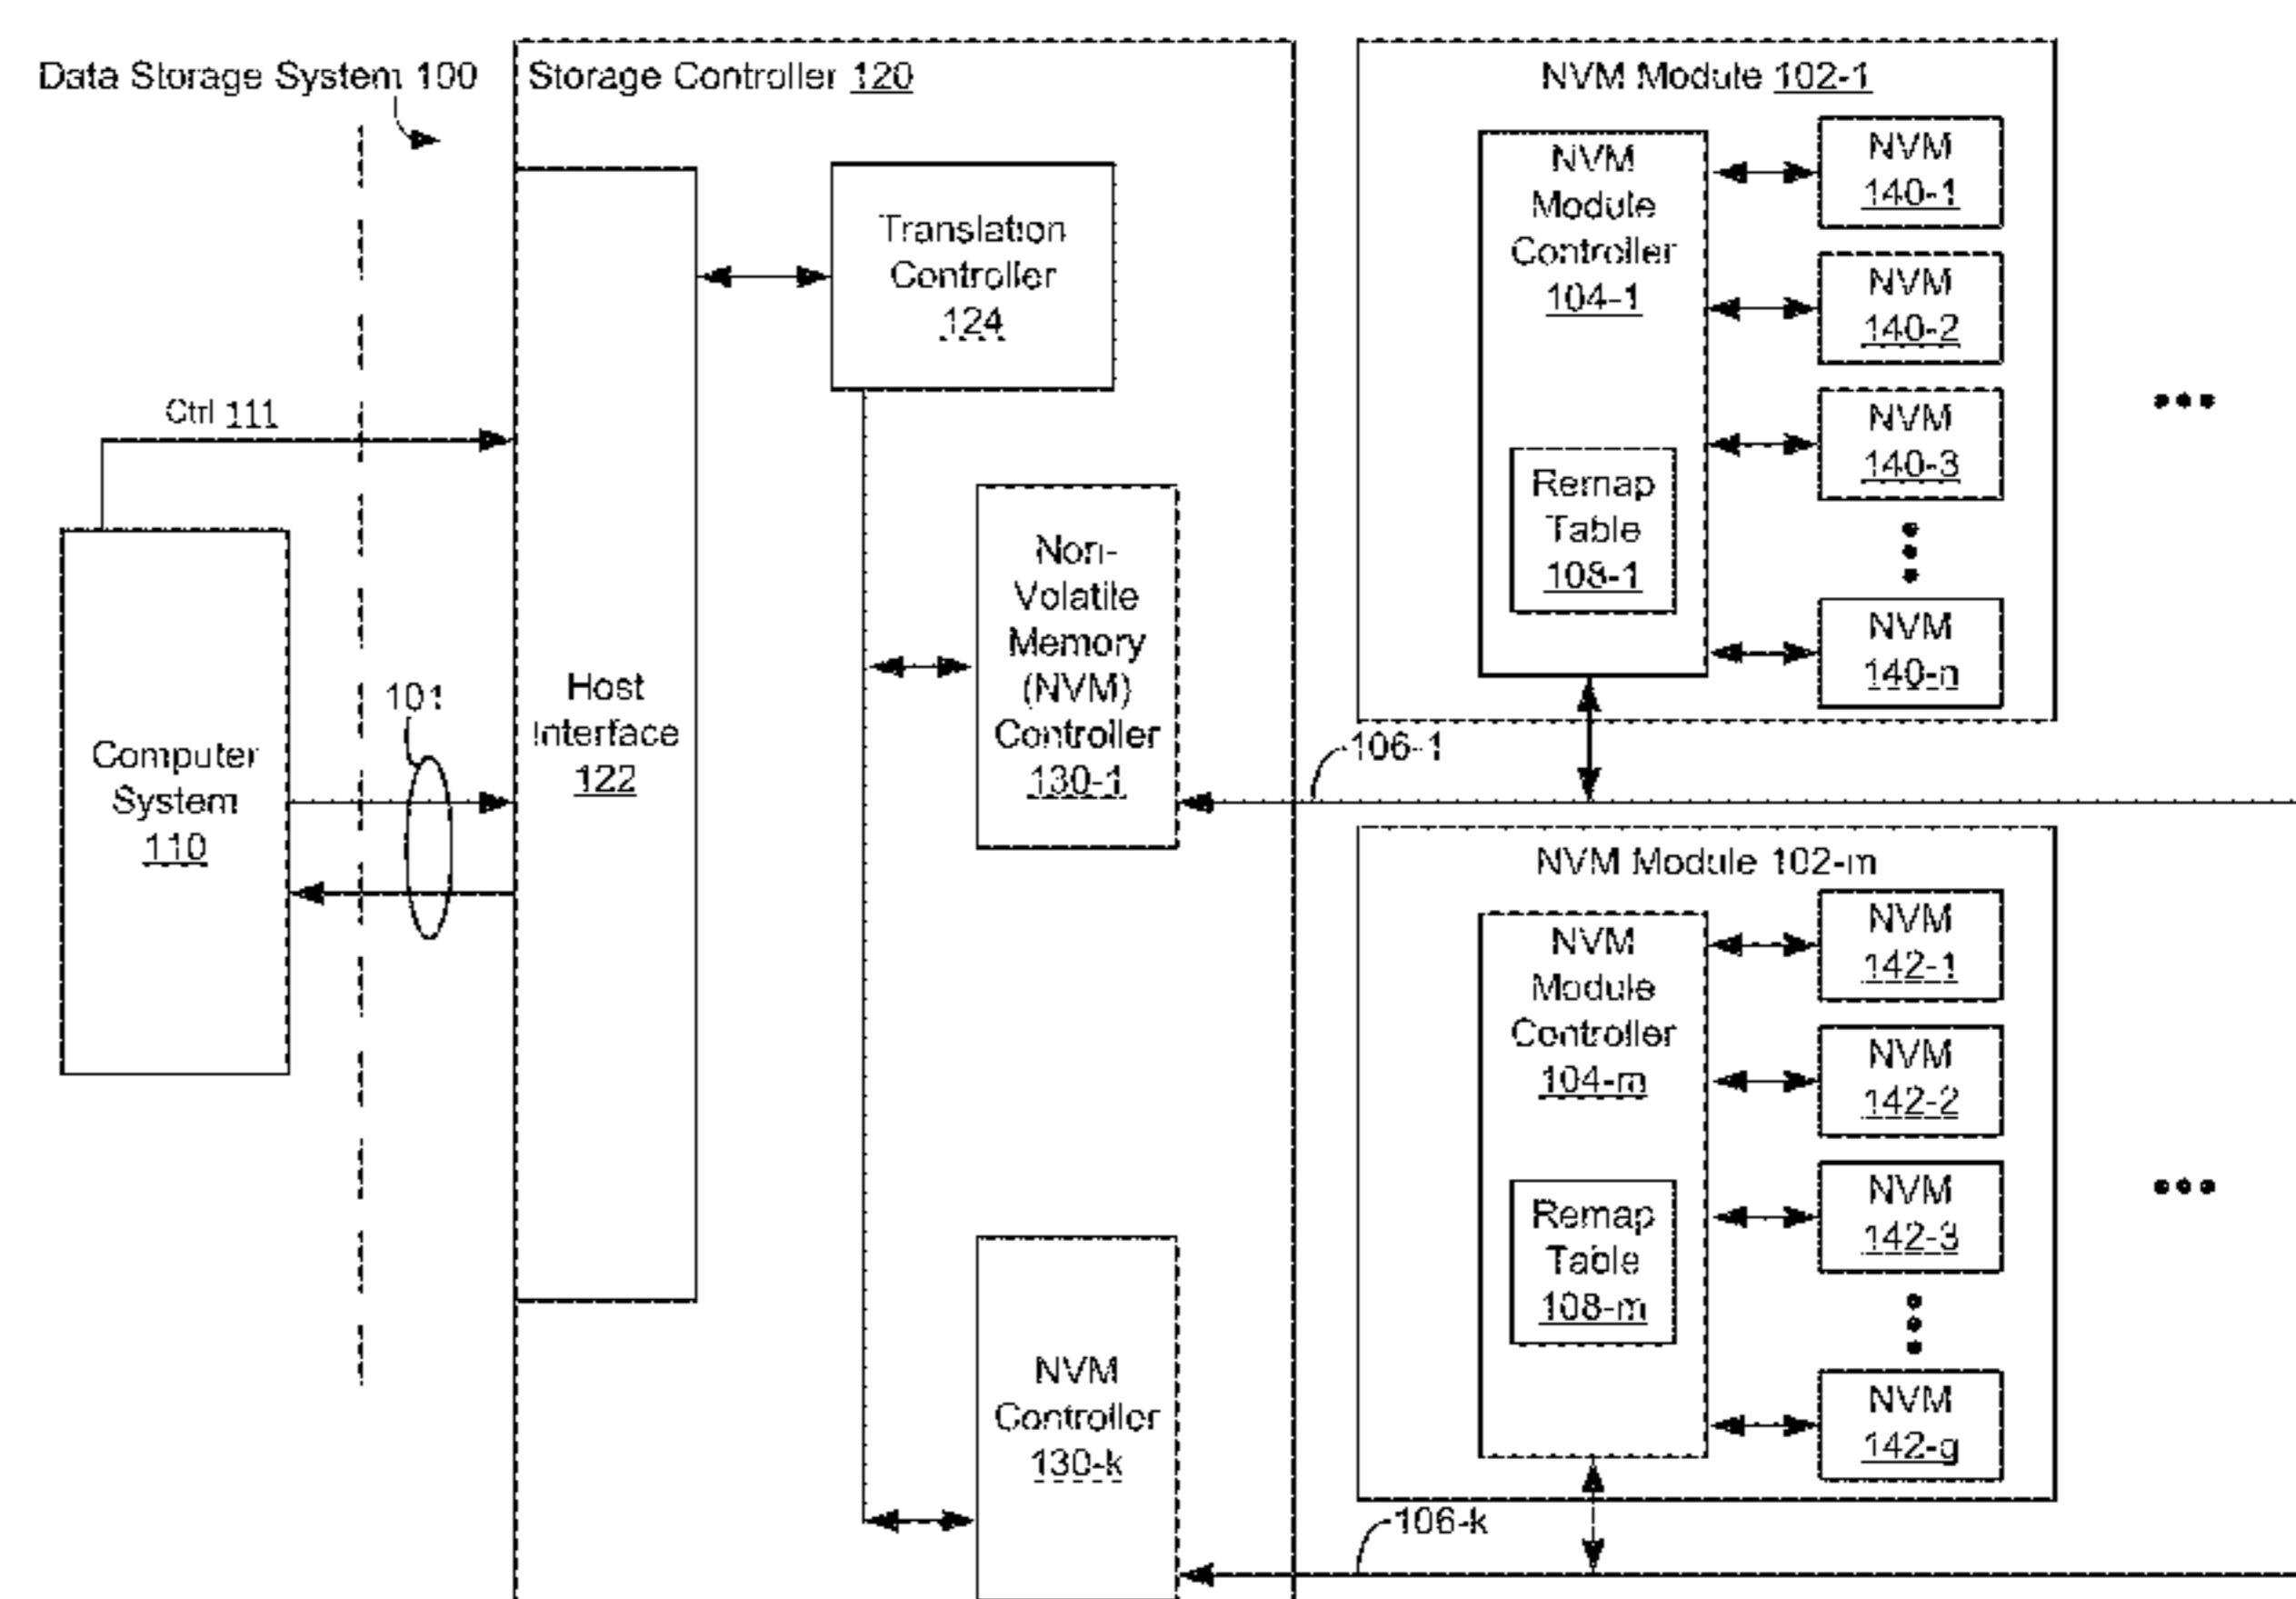 Data Storage System 100
Storage Controller 120
NVM Module 102-1
NVM
Module
Controller
104-1
Remap
Table
108-1
NVM
140-1
NVM
140-2
NVM
140-3
NVM
140-n
Translation
Controller
124
Ctrl 111
Computer
System
110
101
Host
Interface
122
Non-
Volatile
Memory
(NVM)
Controller
130-1
106-1
NVM Module 102-m
NVM
Module
Controller
104-m
Remap
Table
108-m
NVM
142-1
NVM
142-2
NVM
142-3
NVM
142-g
NVM
Controller
130-k
106-k